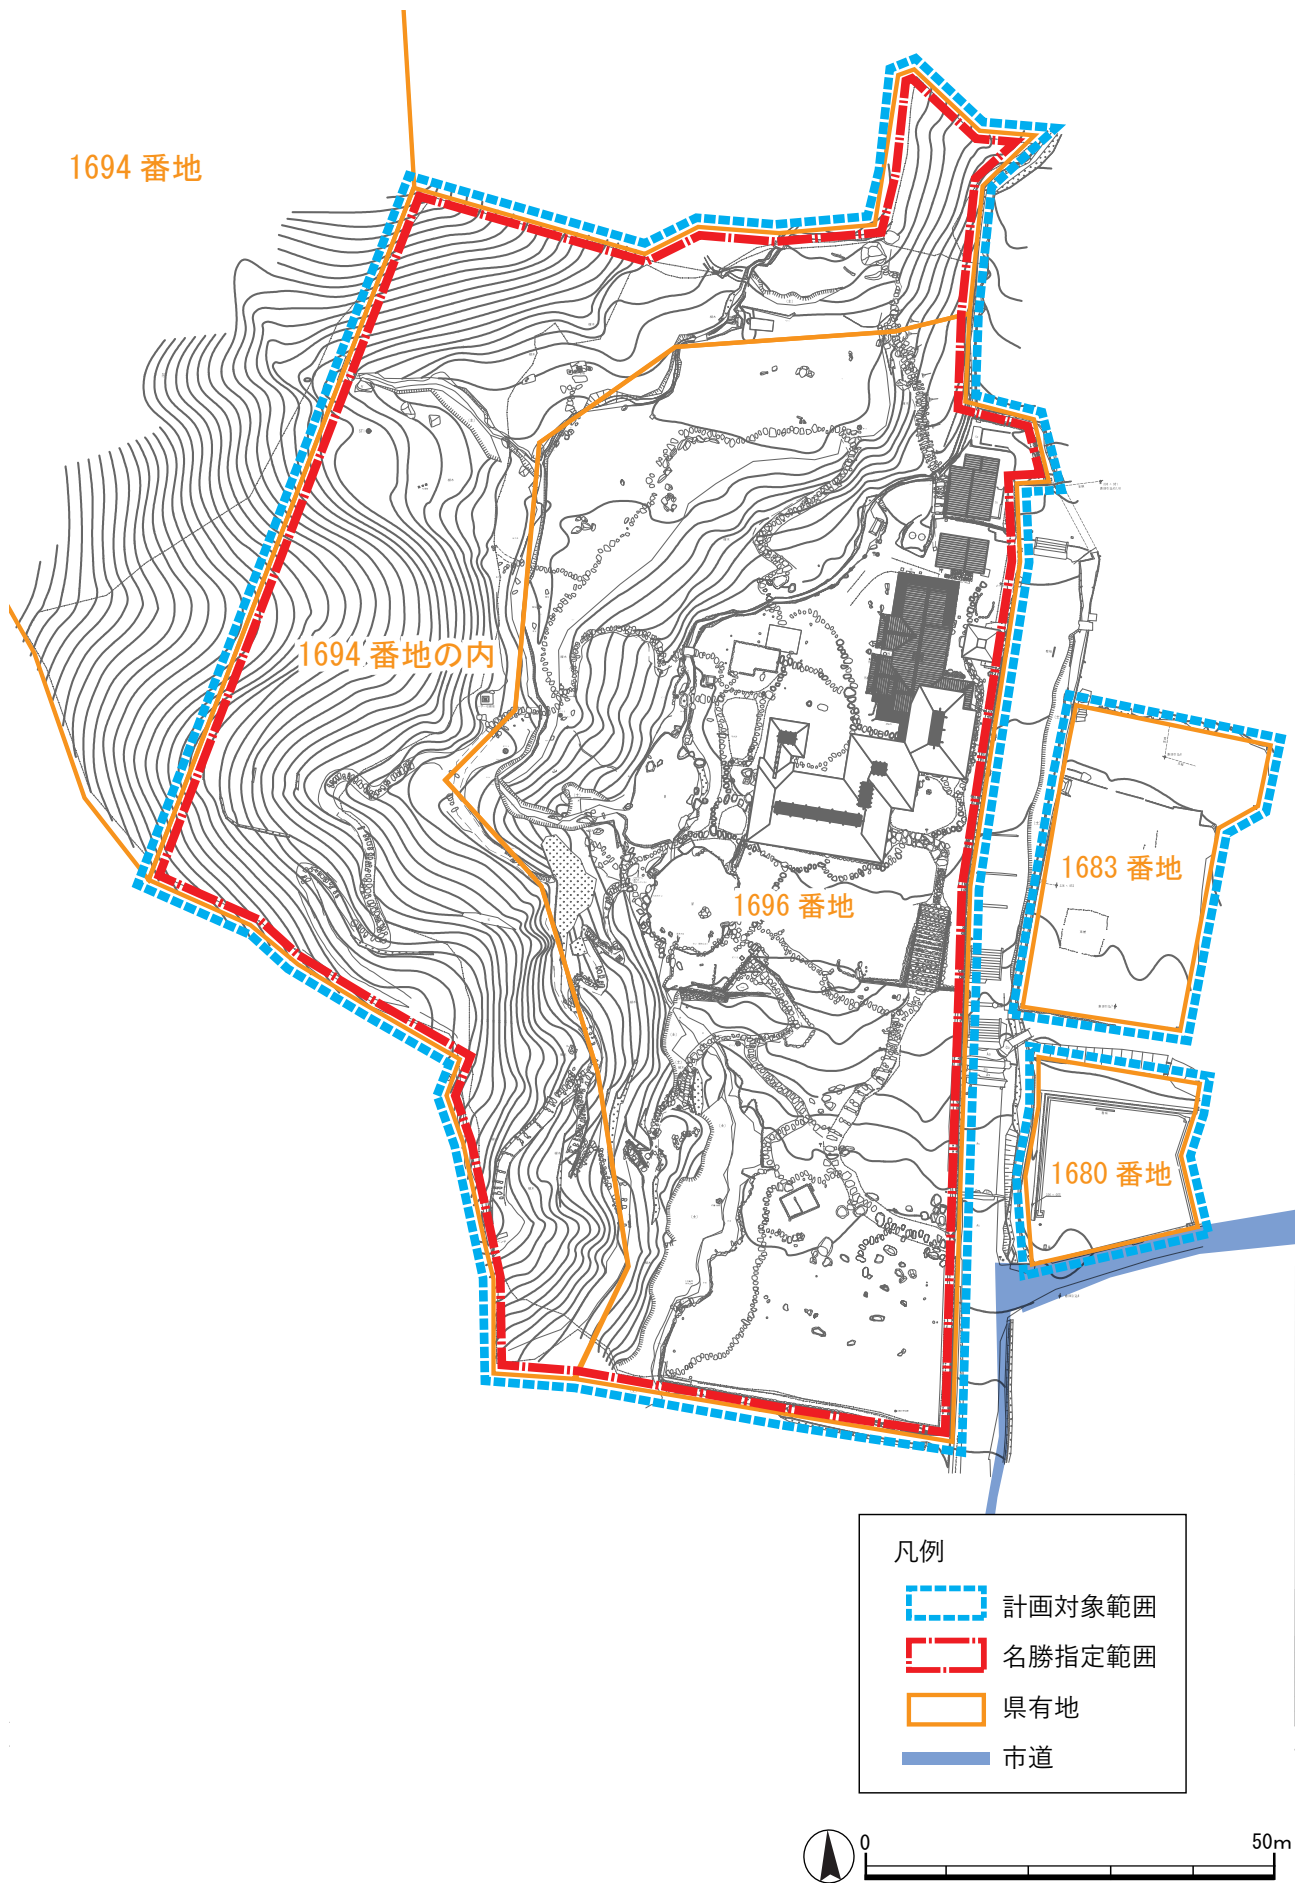 1694 番地
1694 番地の内
1683 番地
1696 番地
1680 番地
凡例
計画対象範囲
名勝指定範囲
県有地
市道
0 50m